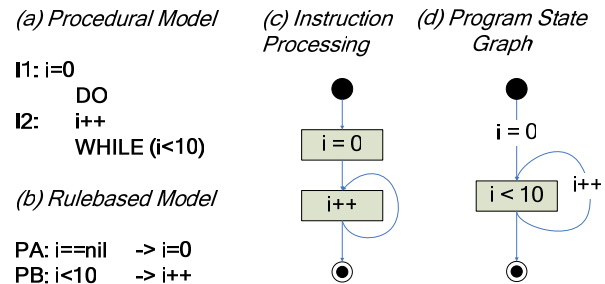 (a) Procedural Model
I1: i=0
DO
I2: i++
WHILE (i<10)
(b) Rulebased Model
PA: i==nil -> i=0
PB: i<10 -> i++
(c) Instruction
Processing
i = 0
i++
(d) Program State
Graph
i = 0
i < 10
i++